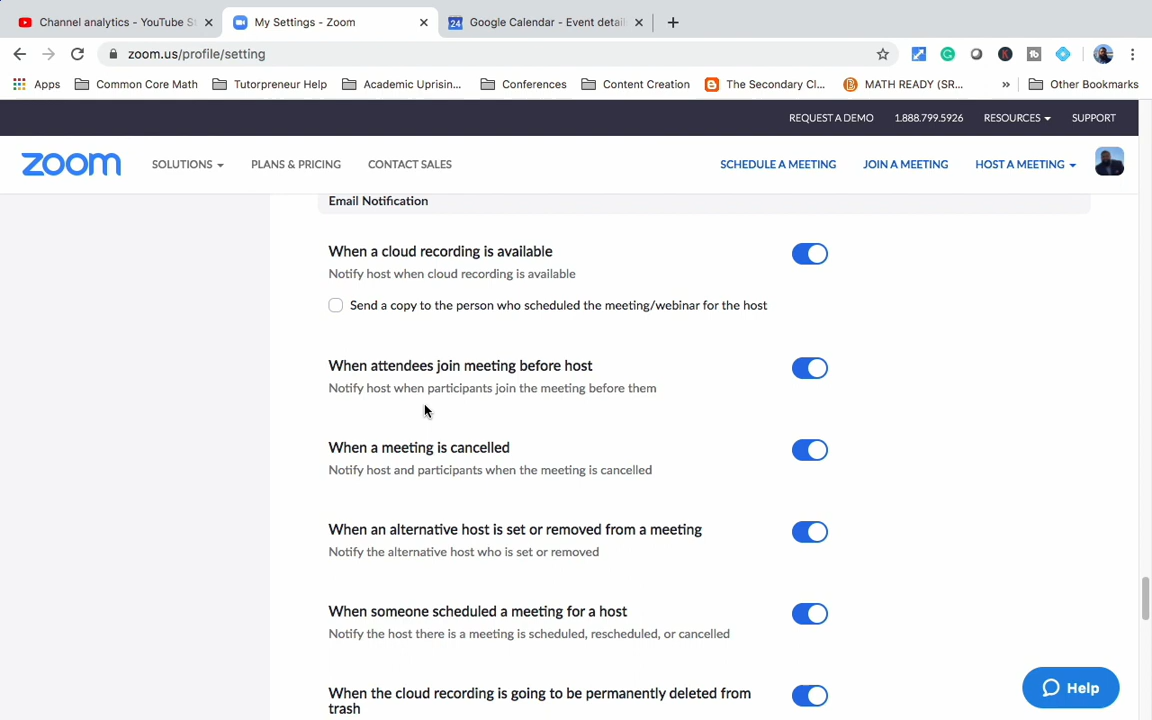 Channel analytics - YouTube S
My Settings - Zoom
24 Google Calendar - Event detail
zoom.us/profile/setting
Apps Common Core Math Tutorpreneur Help Academic Uprisin... Conferences Content Creation The Secondary Cl... MATH READY (SR... » Other Bookmarks
REQUEST A DEMO 1.888.799.5926 RESOURCES SUPPORT
zoom SOLUTIONS PLANS & PRICING CONTACT SALES SCHEDULE A MEETING JOIN A MEETING HOST A MEETING
Email Notification
When a cloud recording is available
Notify host when cloud recording is available
Send a copy to the person who scheduled the meeting/webinar for the host
When attendees join meeting before host
Notify host when participants join the meeting before them
When a meeting is cancelled
Notify host and participants when the meeting is cancelled
When an alternative host is set or removed from a meeting
Notify the alternative host who is set or removed
When someone scheduled a meeting for a host
Notify the host there is a meeting is scheduled, rescheduled, or cancelled
When the cloud recording is going to be permanently deleted from
trash
Help